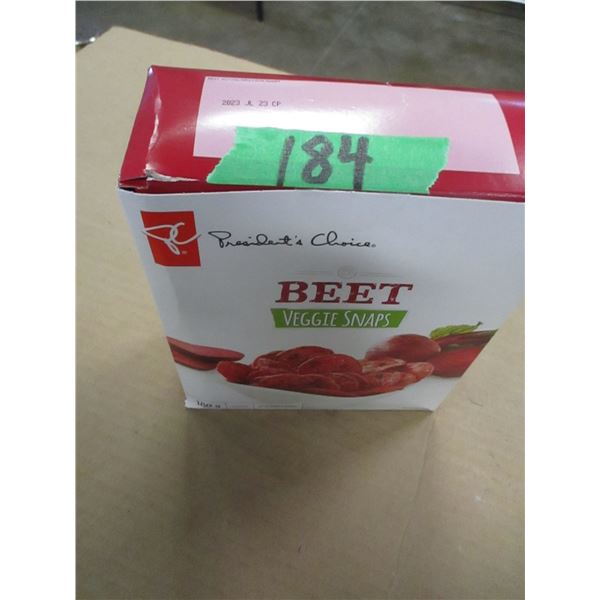 2023 JL 23 CP
184
PC
President's Choice
BEET
VEGGIE SNAPS